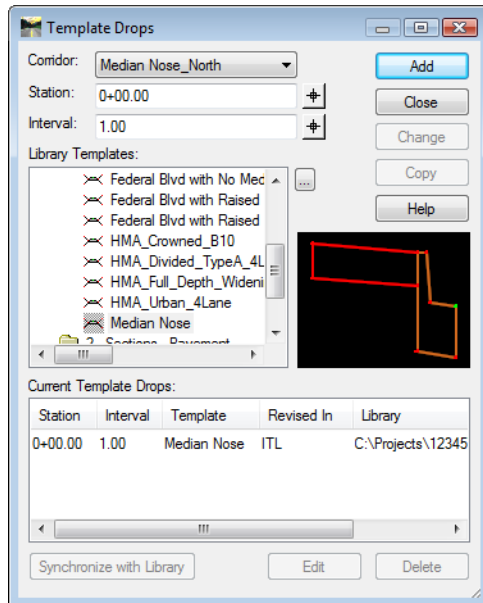 Template Drops
Corridor: Median Nose_North Add
Station: 0+00.00 Close
Interval: 1.00 Change
Library Templates: Copy
Federal Blvd with No Med ...
Federal Blvd with Raised Help
Federal Blvd with Raised
HMA_Crowned_B10
HMA_Divided_TypeA_4L
HMA_Full_Depth_Wideni
HMA_Urban_4Lane
Median Nose
2 Sections Pavement
Current Template Drops:
Station Interval Template Revised In Library
0+00.00 1.00 Median Nose ITL C:\Projects\12345
Synchronize with Library Edit Delete